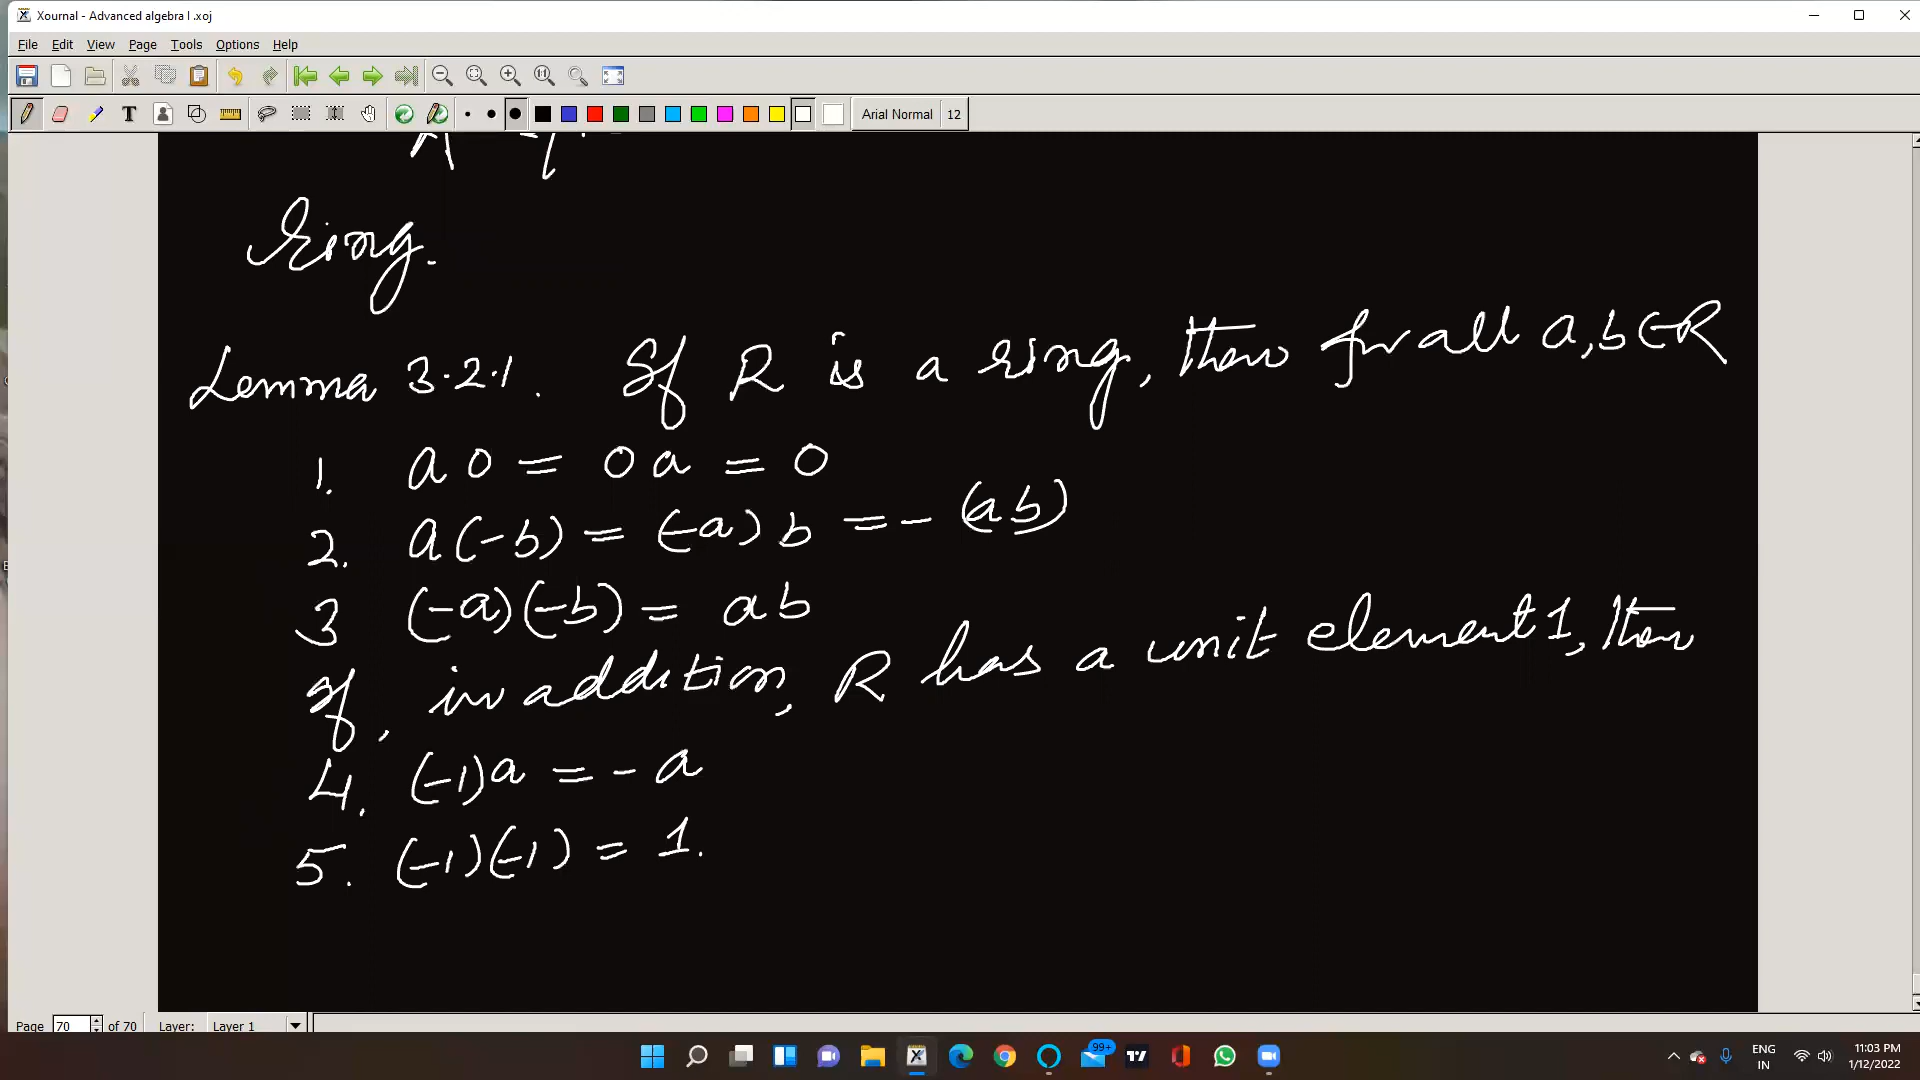 Xournal - Advanced algebra I .xoj
File Edit View Page Tools Options Help
Arial Normal 12
ring.
Lemma 3.2.1. If R is a ring, then for all a, b ∈ R
1. a0 = 0a = 0
2. a(-b) = (-a)b = -(ab)
3 (-a)(-b) = ab
If, in addition, R has a unit element 1, then
4. (-1)a = -a
5. (-1)(-1) = 1.
Page 70 of 70 Layer: Layer 1
99+
ENG
IN
11:03 PM
1/12/2022